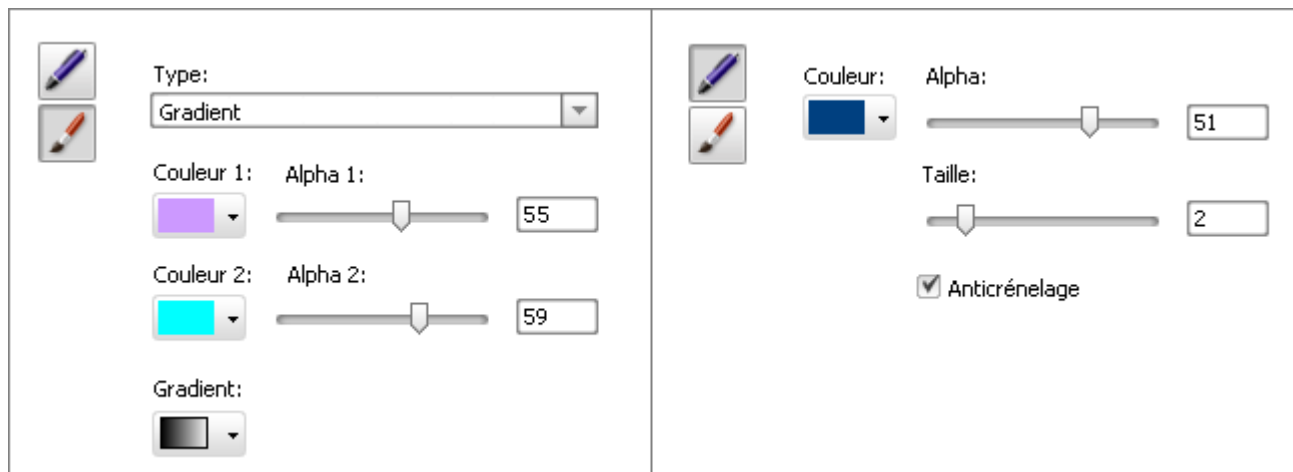 Type:
Gradient
Couleur 1: Alpha 1:
55
Couleur 2: Alpha 2:
59
Gradient:
Couleur: Alpha:
51
Taille:
2
Anticrénelage